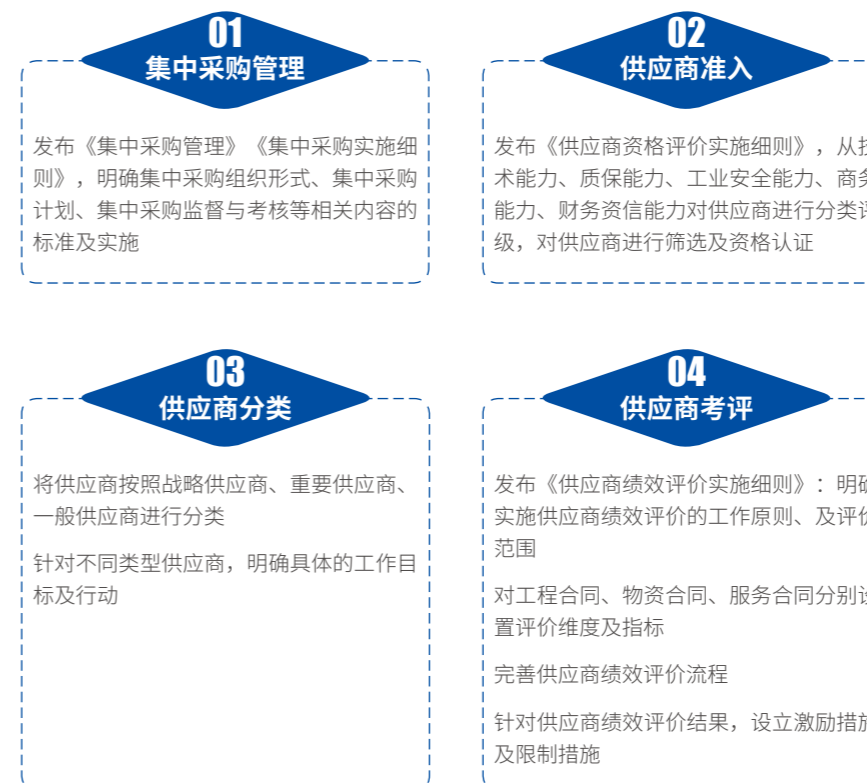 01
集中采购管理
发布《集中采购管理》《集中采购实施细
则》，明确集中采购组织形式、集中采购
计划、集中采购监督与考核等相关内容的
标准及实施
02
供应商准入
发布《供应商资格评价实施细则》，从技
术能力、质保能力、工业安全能力、商务
能力、财务资信能力对供应商进行分类评
级，对供应商进行筛选及资格认证
03
供应商分类
将供应商按照战略供应商、重要供应商、
一般供应商进行分类
针对不同类型供应商，明确具体的工作目
标及行动
04
供应商考评
发布《供应商绩效评价实施细则》：明确
实施供应商绩效评价的工作原则、及评价
范围
对工程合同、物资合同、服务合同分别设
置评价维度及指标
完善供应商绩效评价流程
针对供应商绩效评价结果，设立激励措施
及限制措施